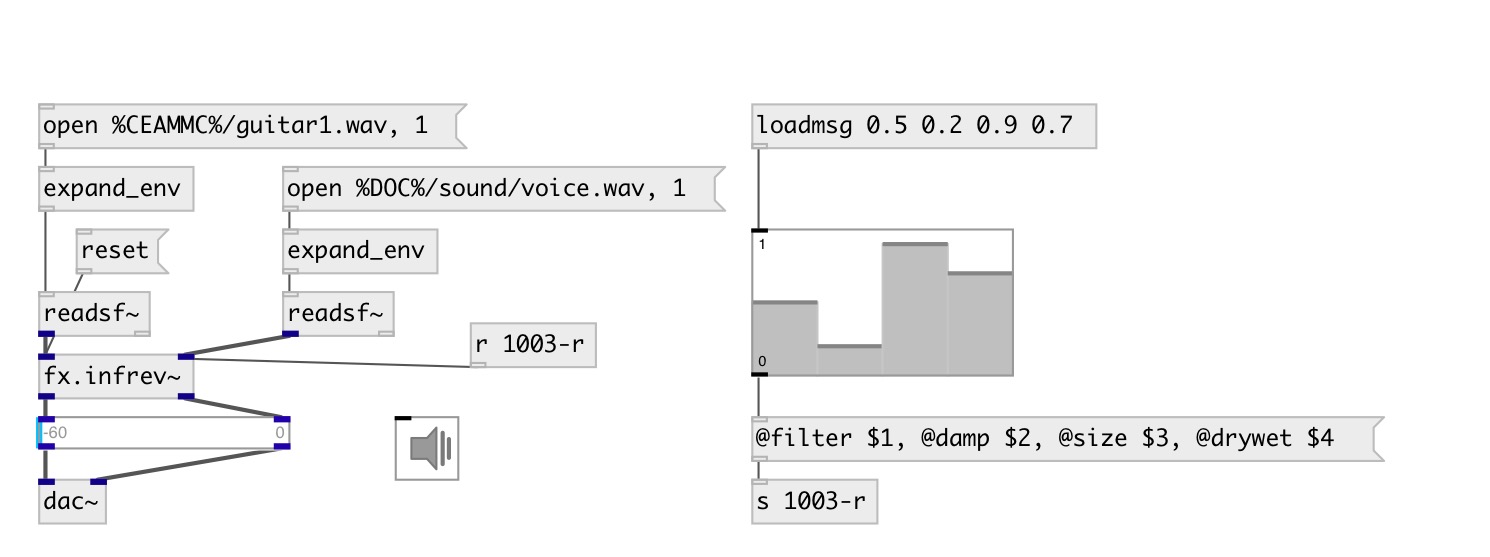 open %CEAMMC%/guitar1.wav, 1
loadmsg 0.5 0.2 0.9 0.7
expand_env
open %DOC%/sound/voice.wav, 1
reset
expand_env
1
readsf~
readsf~
r 1003-r
0
fx.infrev~
-60
0
@filter $1, @damp $2, @size $3, @drywet $4
dac~
s 1003-r